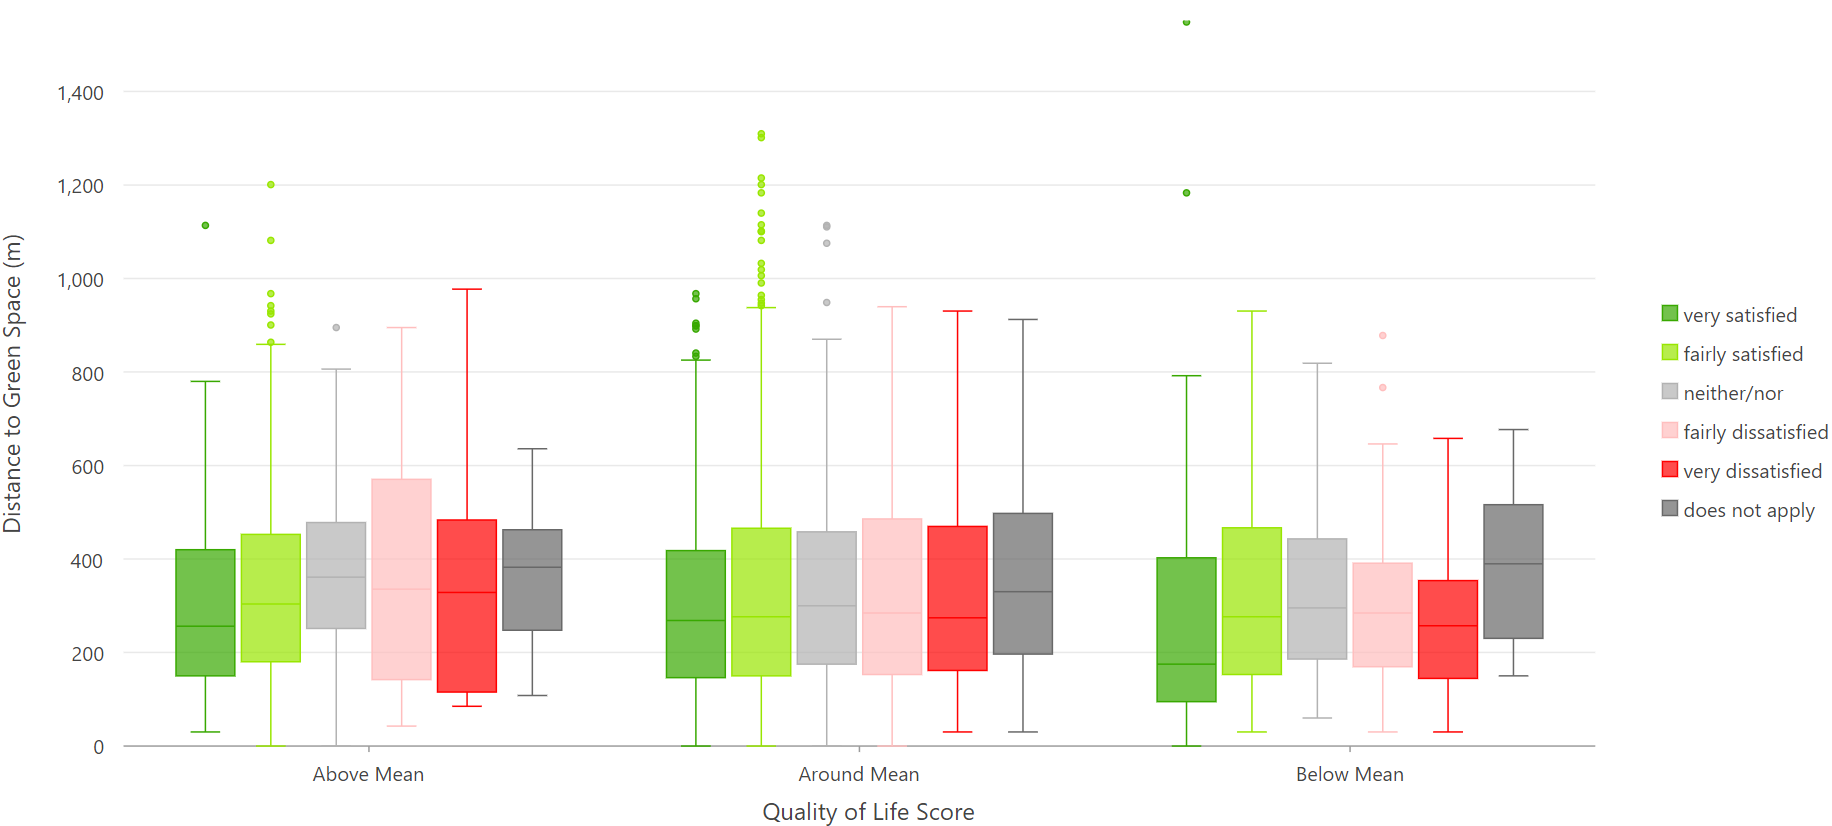 Distance to Green Space (m)
1,400
1,200
1,000
800
600
400
200
0
Above Mean
Around Mean
Below Mean
Quality of Life Score
very satisfied
fairly satisfied
neither/nor
fairly dissatisfied
very dissatisfied
does not apply